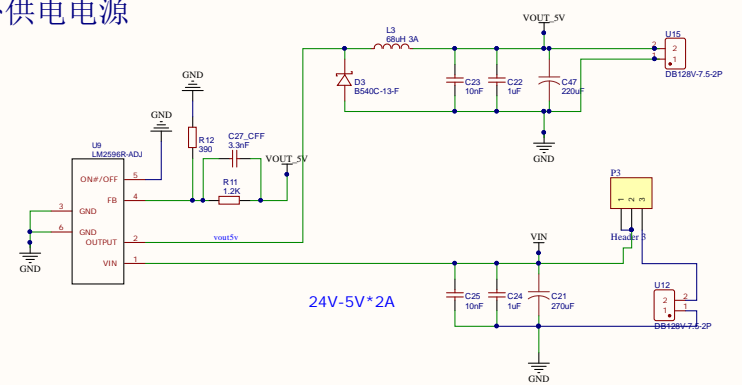 供电电源
VOUT_5V
L3
68uH 3A
U15
2
2
1
1
DB128V-7.5-2P
D3
B540C-13-F
C23
10nF
C22
1uF
C47
220uF
GND
GND
GND
R12
390
C27_CFF
3.3nF
VOUT_5V
R11
1.2K
U9
LM2596R-ADJ
ON#/OFF
5
FB
4
3
GND
6
GND
OUTPUT
2
vout5v
VIN
1
GND
P3
1
2
3
Header 3
VIN
24V-5V*2A
C25
10nF
C24
1uF
C21
270uF
U12
2
2
1
1
DB128V-7.5-2P
GND